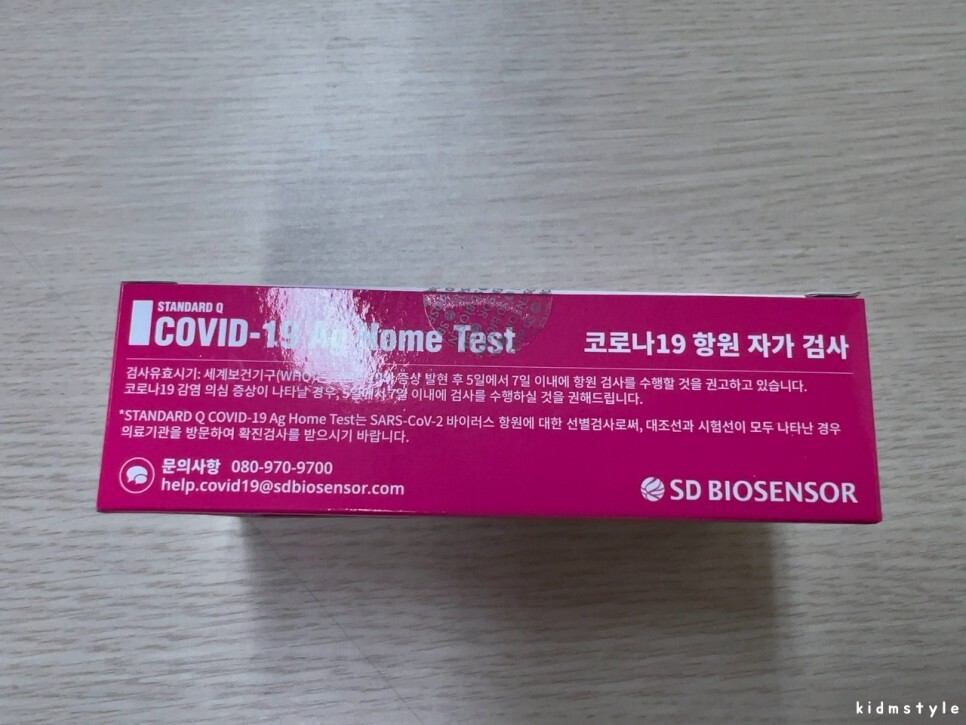 STANDARD Q
COVID-19 Ag Home Test
코로나19 항원 자가 검사
검사유효시기: 세계보건기구(WHO)는 증상 발현 후 5일에서 7일 이내에 항원 검사를 수행할 것을 권고하고 있습니다.
코로나19 감염 의심 증상이 나타날 경우, 5일에서 7일 이내에 검사를 수행하실 것을 권해드립니다.
*STANDARD Q COVID-19 Ag Home Test는 SARS-CoV-2 바이러스 항원에 대한 선별검사로써, 대조선과 시험선이 모두 나타난 경우
의료기관을 방문하여 확진검사를 받으시기 바랍니다.
문의사항 080-970-9700
help.covid19@sdbiosensor.com
SD BIOSENSOR
kidmstyle